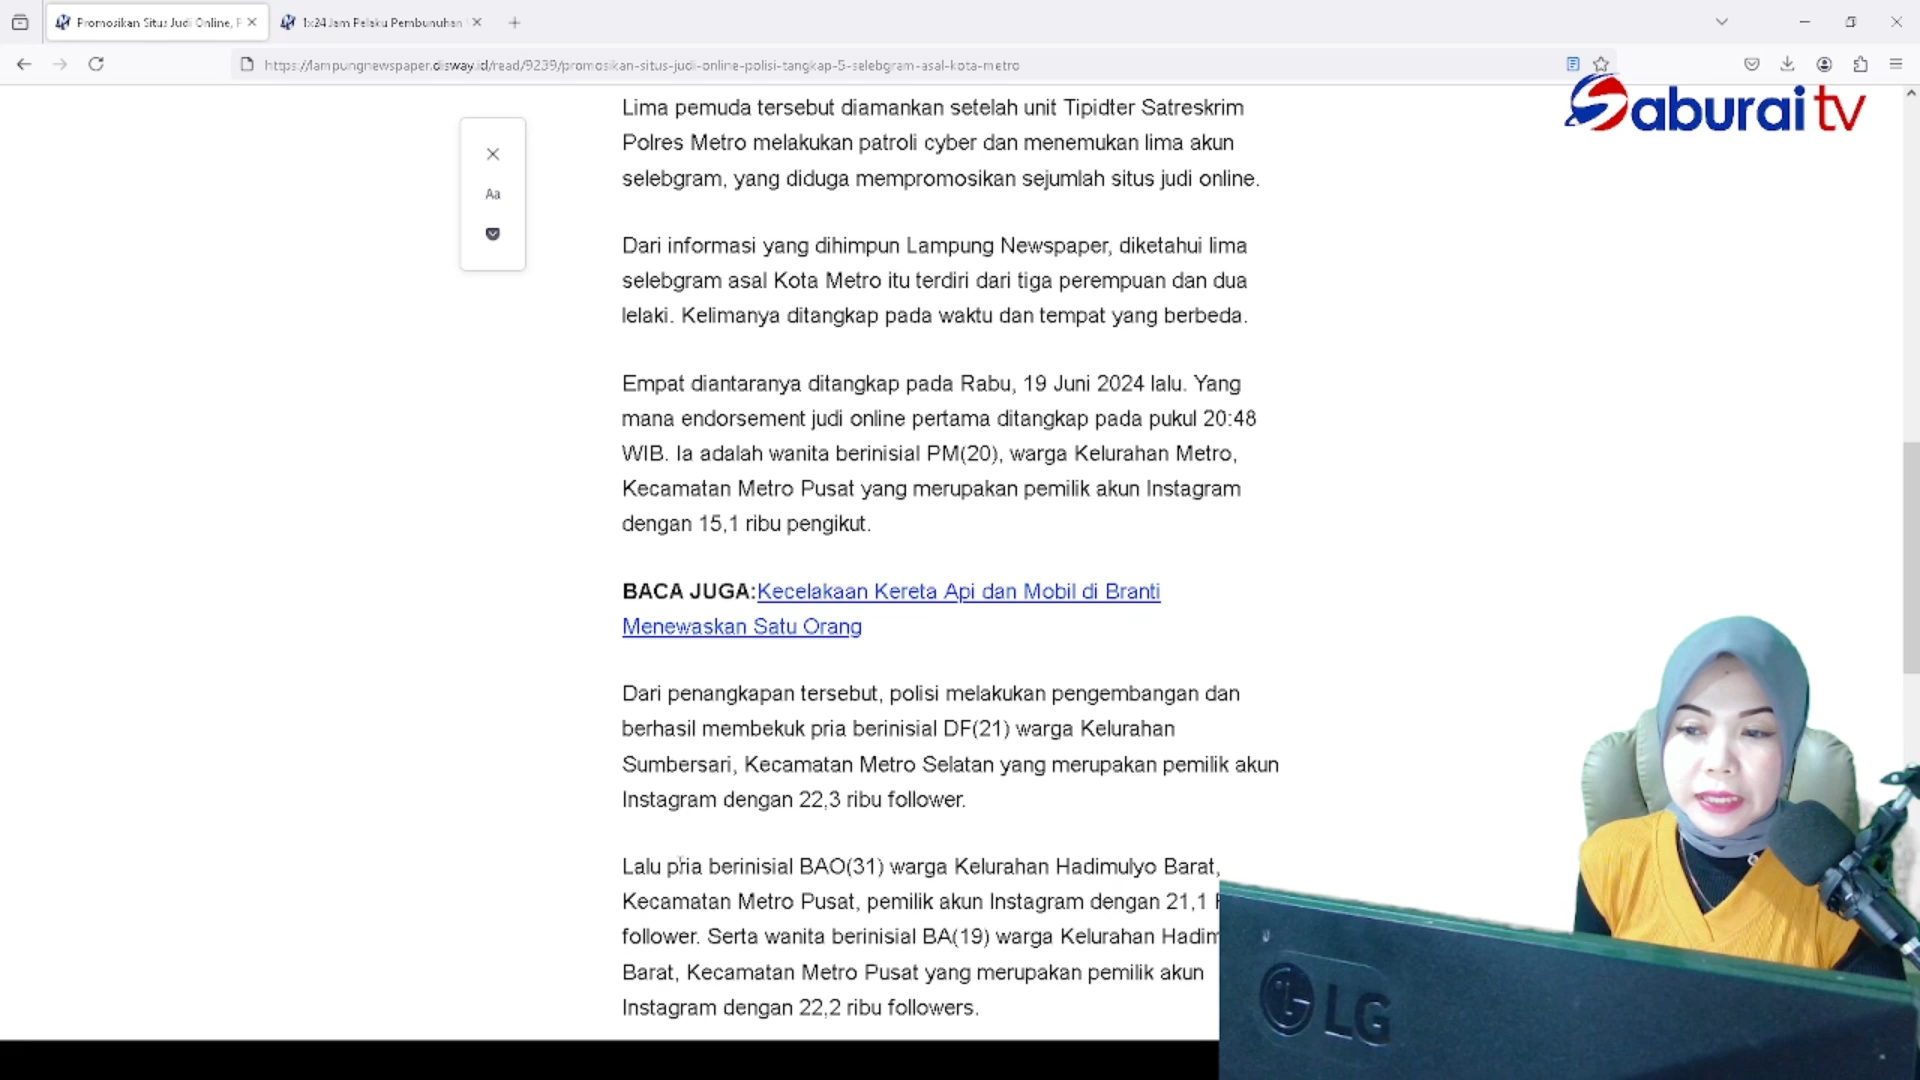 Promosikan Situs Judi Online, P
1x24 Jam Pelaku Pembunuhan
https://lampungnewspaper.disway.id/read/9239/promosikan-situs-judi-online-polisi-tangkap-5-selebgram-asal-kota-metro
Saburai tv
Aa
Lima pemuda tersebut diamankan setelah unit Tipidter Satreskrim
Polres Metro melakukan patroli cyber dan menemukan lima akun
selebgram, yang diduga mempromosikan sejumlah situs judi online.
Dari informasi yang dihimpun Lampung Newspaper, diketahui lima
selebgram asal Kota Metro itu terdiri dari tiga perempuan dan dua
lelaki. Kelimanya ditangkap pada waktu dan tempat yang berbeda.
Empat diantaranya ditangkap pada Rabu, 19 Juni 2024 lalu. Yang
mana endorsement judi online pertama ditangkap pada pukul 20:48
WIB. Ia adalah wanita berinisial PM(20), warga Kelurahan Metro,
Kecamatan Metro Pusat yang merupakan pemilik akun Instagram
dengan 15,1 ribu pengikut.
BACA JUGA:Kecelakaan Kereta Api dan Mobil di Branti
Menewaskan Satu Orang
Dari penangkapan tersebut, polisi melakukan pengembangan dan
berhasil membekuk pria berinisial DF(21) warga Kelurahan
Sumbersari, Kecamatan Metro Selatan yang merupakan pemilik akun
Instagram dengan 22,3 ribu follower.
Lalu pria berinisial BAO(31) warga Kelurahan Hadimulyo Barat,
Kecamatan Metro Pusat, pemilik akun Instagram dengan 21,1
follower. Serta wanita berinisial BA(19) warga Kelurahan
Barat, Kecamatan Metro Pusat yang merupakan pemilik akun
Instagram dengan 22,2 ribu followers.
LG